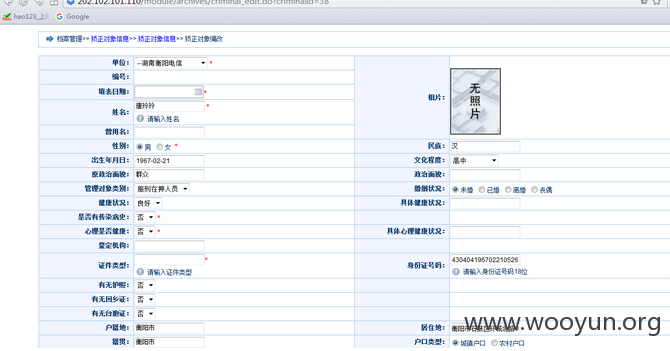 202.102.101.110/module/archives/criminal_edit.do?criminalid=38
hao123_上 Google
档案管理>> 矫正对象信息>> 矫正对象信息>> 矫正对象编改
单位： --湖南衡阳电信 *
编号：
填表日期： *
相片： 无照片
姓名： 唐玲玲 *
请输入姓名
曾用名：
性别： 男 女 * 民族： 汉
出生年月日： 1967-02-21 文化程度： 高中
原政治面貌： 群众 政治面貌：
管理对象类别： 服刑在押人员 婚姻状况： 未婚 已婚 离婚 丧偶
健康状况： 良好 具体健康状况：
是否有传染病史： 否 *
心理是否健康： 否 * 具体心理健康状况：
鉴定机构：
证件类型： * 身份证号码： 430404196702210526
请输入证件类型 请输入身份证号码18位
有无护照： 否
有无回乡证： 否
有无台胞证： 否
户籍地： 衡阳市 居住地： 衡阳市
籍贯： 衡阳市 户口类型： 城镇户口 农村户口
www.wooyun.org